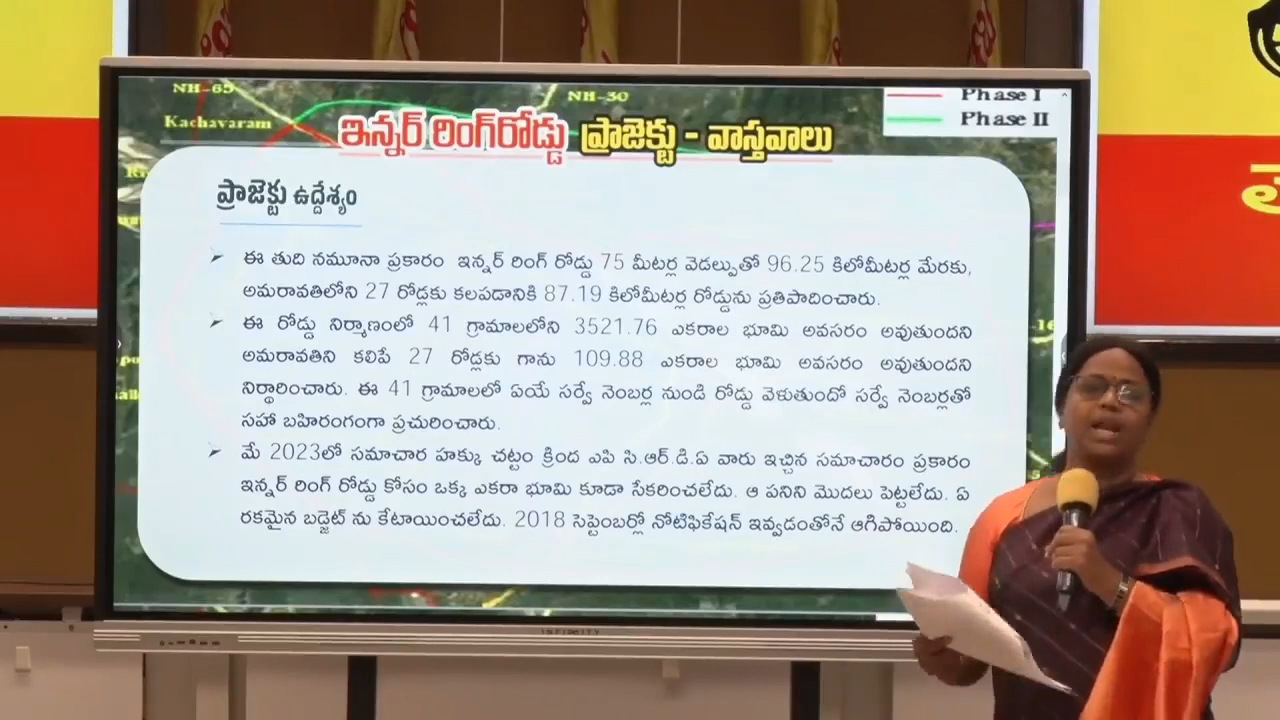 NH-65
NH-30
Phase I
Kachavaram
Phase II
ఇన్నర్ రింగ్‌రోడ్డు ప్రాజెక్టు - వాస్తవాలు
ప్రాజెక్టు ఉద్దేశ్యం
ఈ తుది నమూనా ప్రకారం ఇన్నర్ రింగ్ రోడ్డు 75 మీటర్ల వెడల్పుతో 96.25 కిలోమీటర్ల మేరకు,
అమరావతిలోని 27 రోడ్లకు కలపడానికి 87.19 కిలోమీటర్ల రోడ్డును ప్రతిపాదించారు.
ఈ రోడ్డు నిర్మాణంలో 41 గ్రామాలలోని 3521.76 ఎకరాల భూమి అవసరం అవుతుందని
అమరావతిని కలిపే 27 రోడ్లకు గాను 109.88 ఎకరాల భూమి అవసరం అవుతుందని
నిర్థారించారు. ఈ 41 గ్రామాలలో ఏయే సర్వే నెంబర్ల నుండి రోడ్డు వెళుతుందో సర్వే నెంబర్లతో
సహా బహిరంగంగా ప్రచురించారు.
మే 2023లో సమాచార హక్కు చట్టం క్రింద ఎపి సి.ఆర్.డి.ఏ వారు ఇచ్చిన సమాచారం ప్రకారం
ఇన్నర్ రింగ్ రోడ్డు కోసం ఒక్క ఎకరా భూమి కూడా సేకరించలేదు. ఆ పనిని మొదలు పెట్టలేదు. ఏ
రకమైన బడ్జెట్ ను కేటాయించలేదు. 2018 సెప్టెంబర్లో నోటిఫికేషన్ ఇవ్వడంతోనే ఆగిపోయింది.